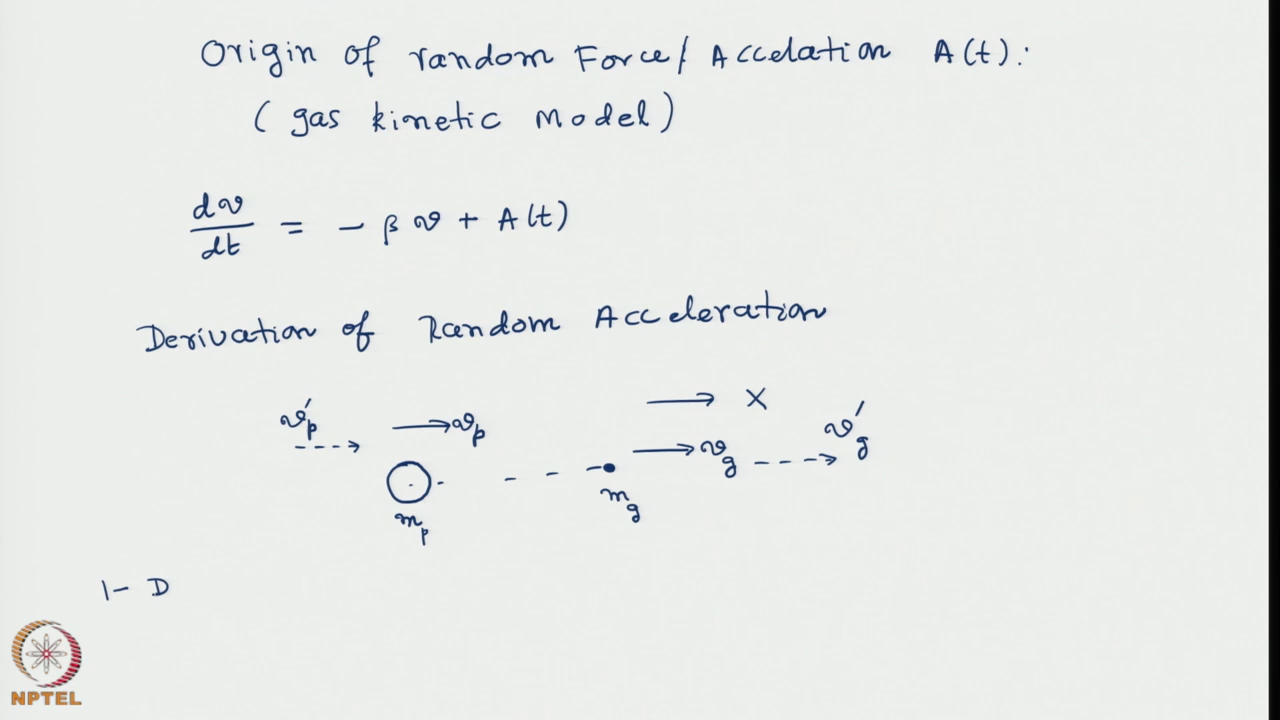 Origin of random Force/ Accelation A(t):
(gas kinetic Model)
dv/dt = - β v + A(t)
Derivation of Random Acceleration
→ X
v'p → vp → vg → v'g
mp mg
1- D
NPTEL